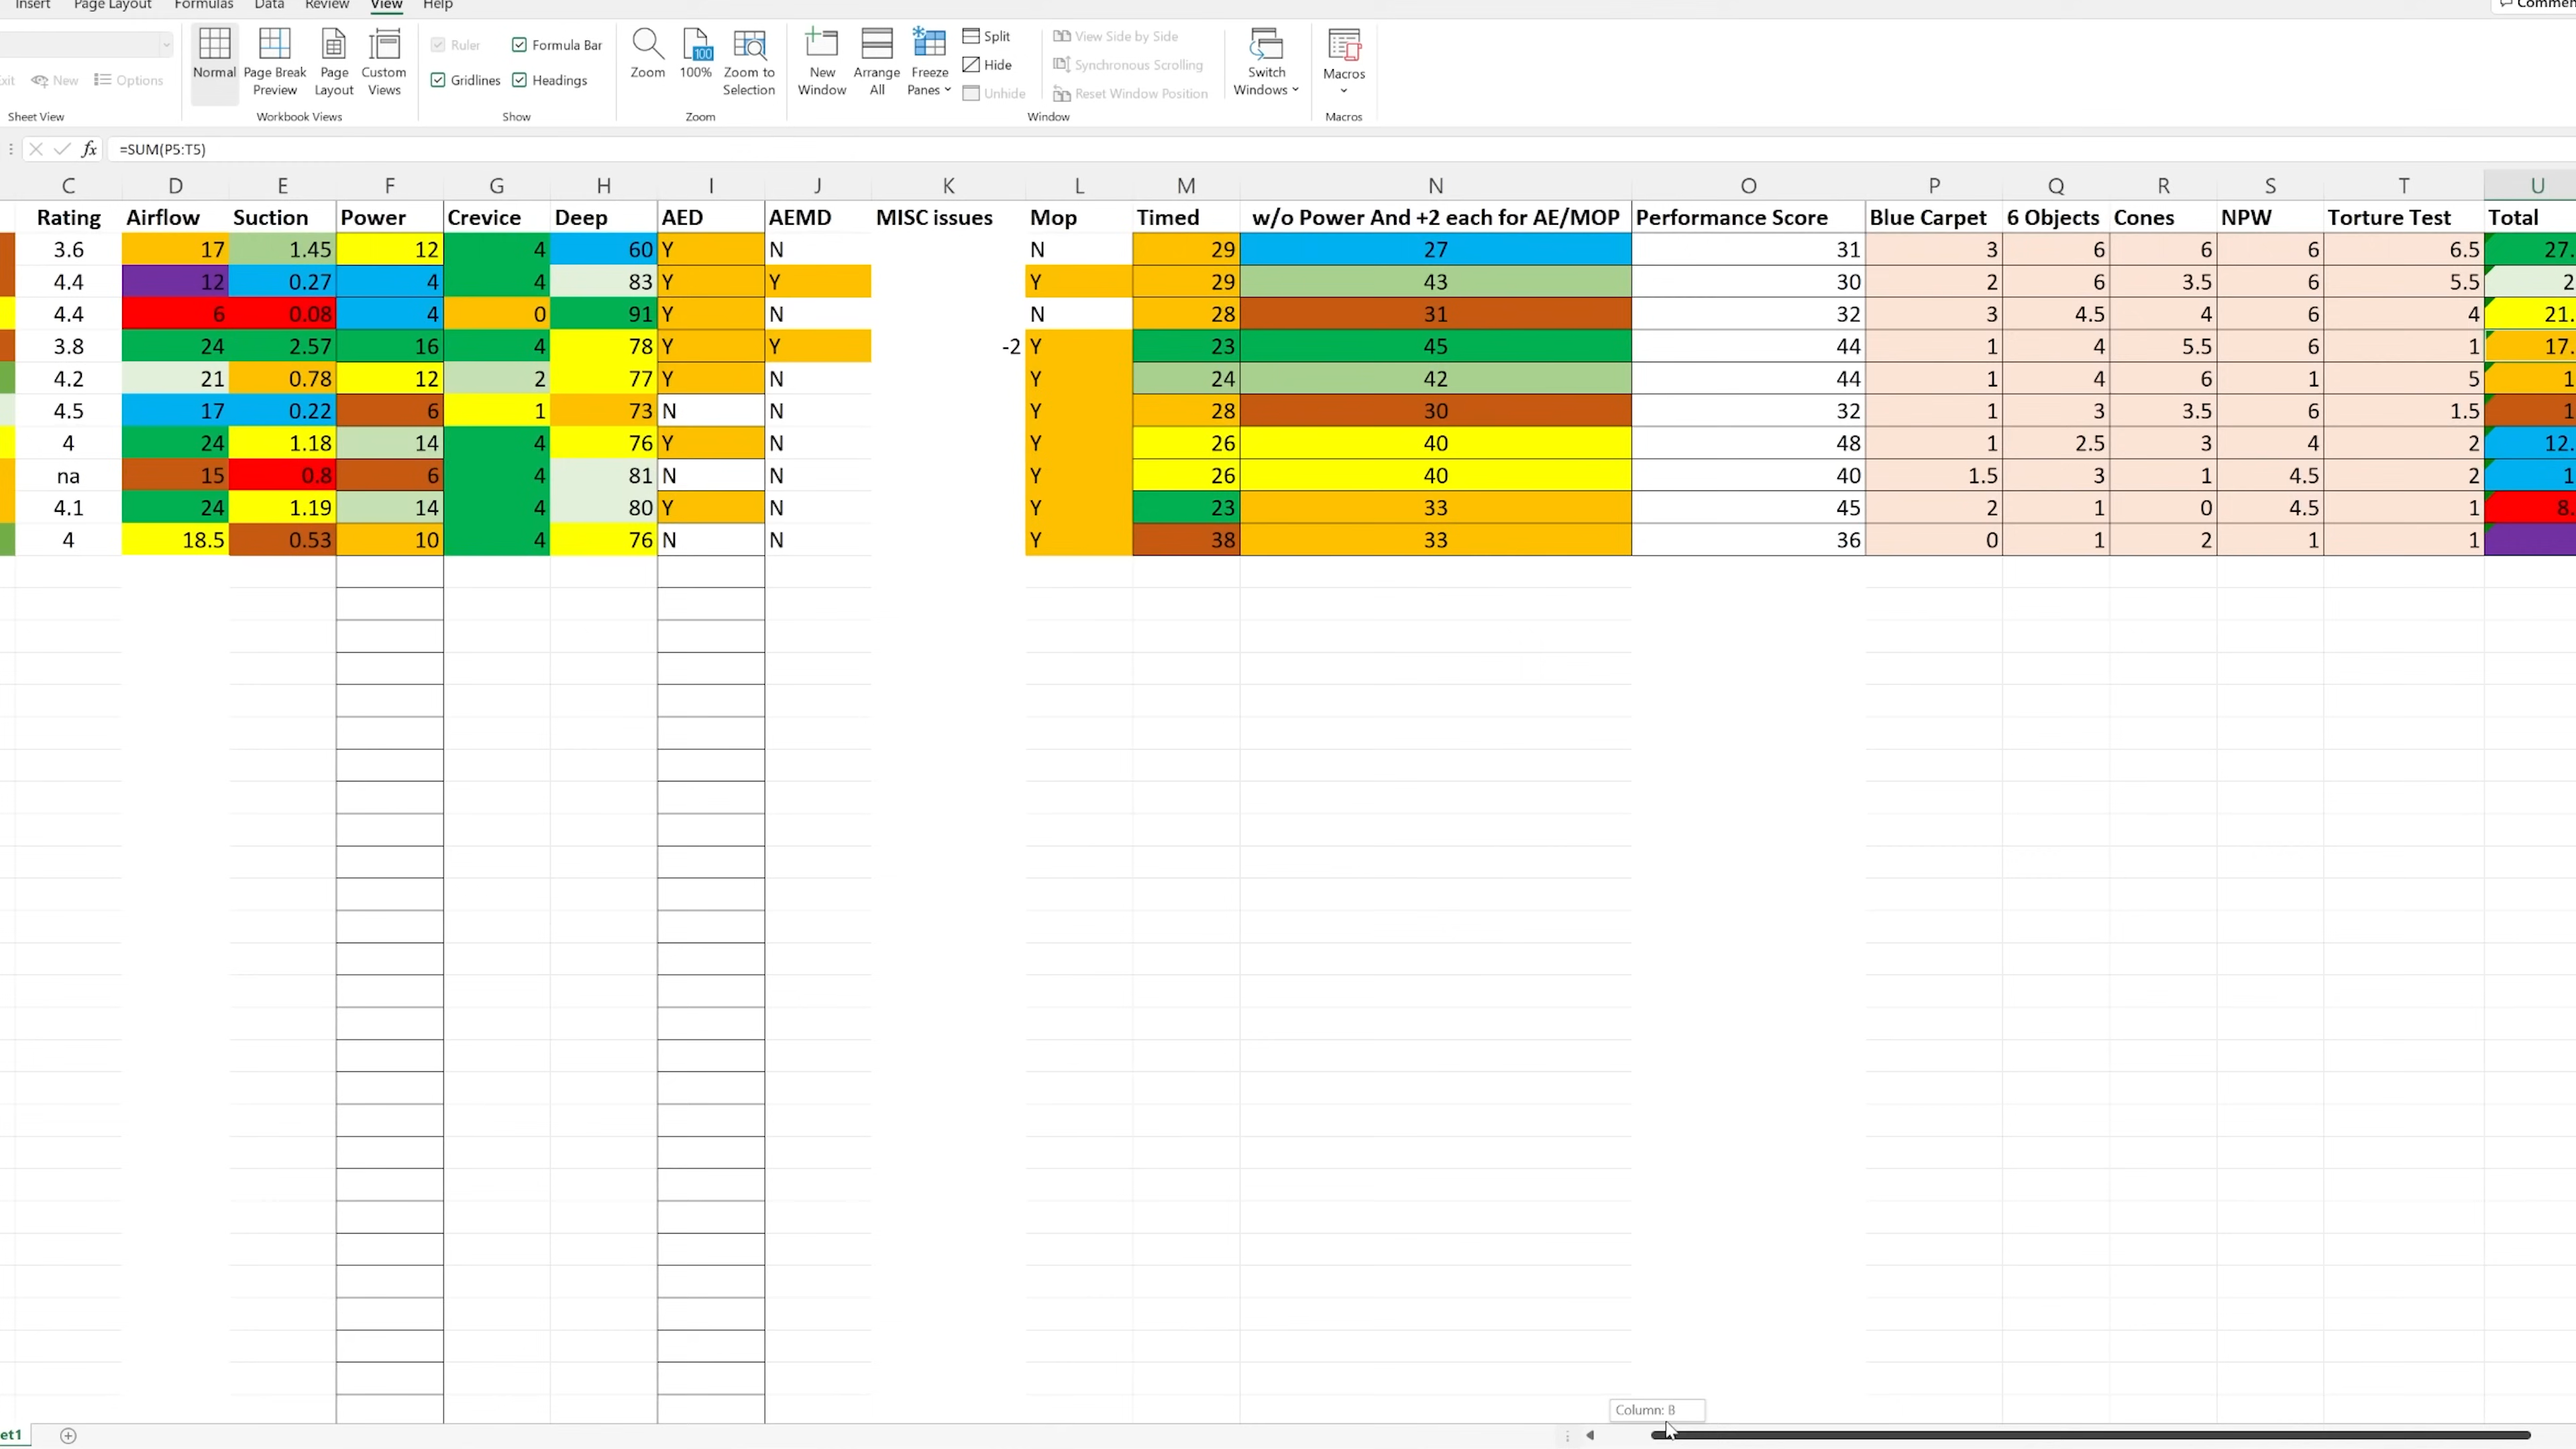 Insert Page Layout Formulas Data Review View Help
Ruler Formula Bar Split View Side by Side
Normal Page Break Preview Page Layout Custom Views Zoom 100% Zoom to Selection New Window Arrange All Freeze Panes Hide Synchronous Scrolling Switch Windows Macros
New Options Gridlines Headings Unhide Reset Window Position
Sheet View Workbook Views Show Zoom Window Macros
fx =SUM(P5:T5)
C D E F G H I J K L M N O P Q R S T U
Rating Airflow Suction Power Crevice Deep AED AEMD MISC issues Mop Timed w/o Power And +2 each for AE/MOP Performance Score Blue Carpet 6 Objects Cones NPW Torture Test Total
3.6 17 1.45 12 4 60 Y N N 29 27 31 3 6 6 6 6.5 27.
4.4 12 0.27 4 4 83 Y Y Y 29 43 30 2 6 3.5 6 5.5 2
4.4 6 0.08 4 0 91 Y N N 28 31 32 3 4.5 4 6 4 21.
3.8 24 2.57 16 4 78 Y Y -2 Y 23 45 44 1 4 5.5 6 1 17.
4.2 21 0.78 12 2 77 Y N Y 24 42 44 1 4 6 1 5 1
4.5 17 0.22 6 1 73 N N Y 28 30 32 1 3 3.5 6 1.5 1
4 24 1.18 14 4 76 Y N Y 26 40 48 1 2.5 3 4 2 12.
na 15 0.8 6 4 81 N N Y 26 40 40 1.5 3 1 4.5 2 1
4.1 24 1.19 14 4 80 Y N Y 23 33 45 2 1 0 4.5 1 8.
4 18.5 0.53 10 4 76 N N Y 38 33 36 0 1 2 1 1
Column: B